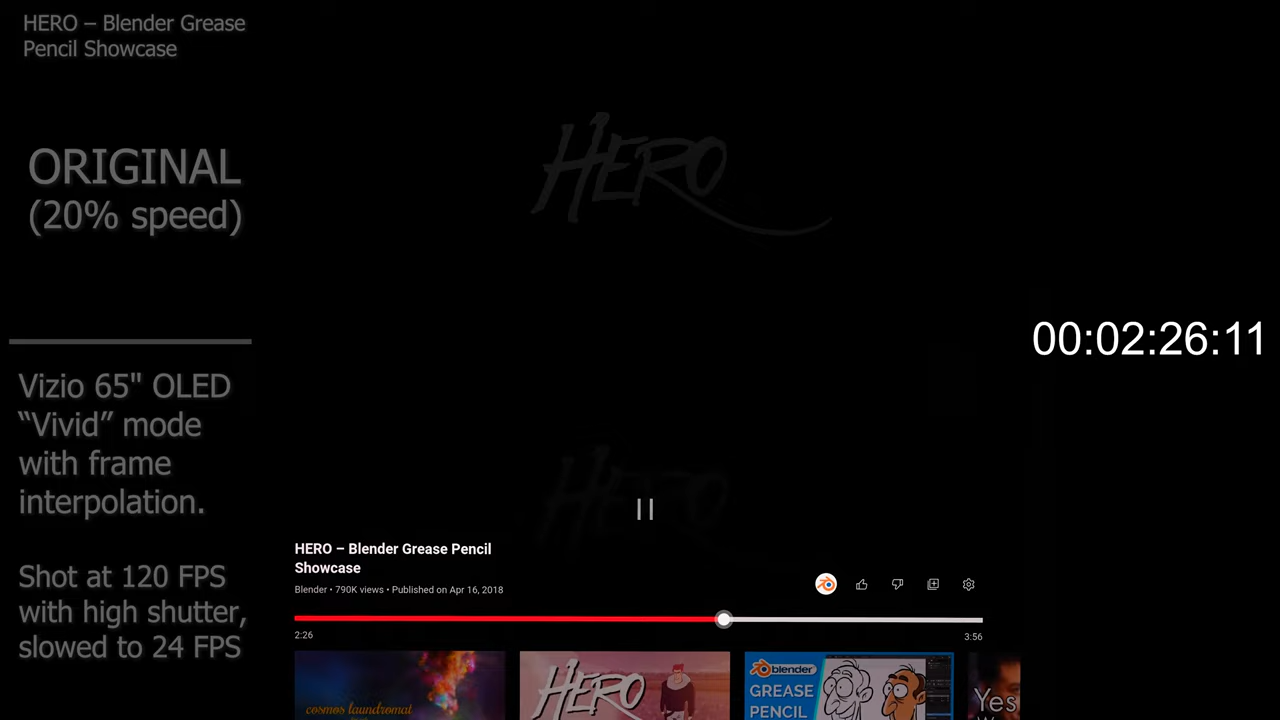 HERO – Blender Grease
Pencil Showcase
ORIGINAL
(20% speed)
HERO
00:02:26:11
Vizio 65" OLED
“Vivid” mode
with frame
interpolation.
Shot at 120 FPS
with high shutter,
slowed to 24 FPS
HERO
HERO – Blender Grease Pencil
Showcase
Blender • 790K views • Published on Apr 16, 2018
2:26
3:56
cosmos laundromat
HERO
blender
GREASE
PENCIL
Yes